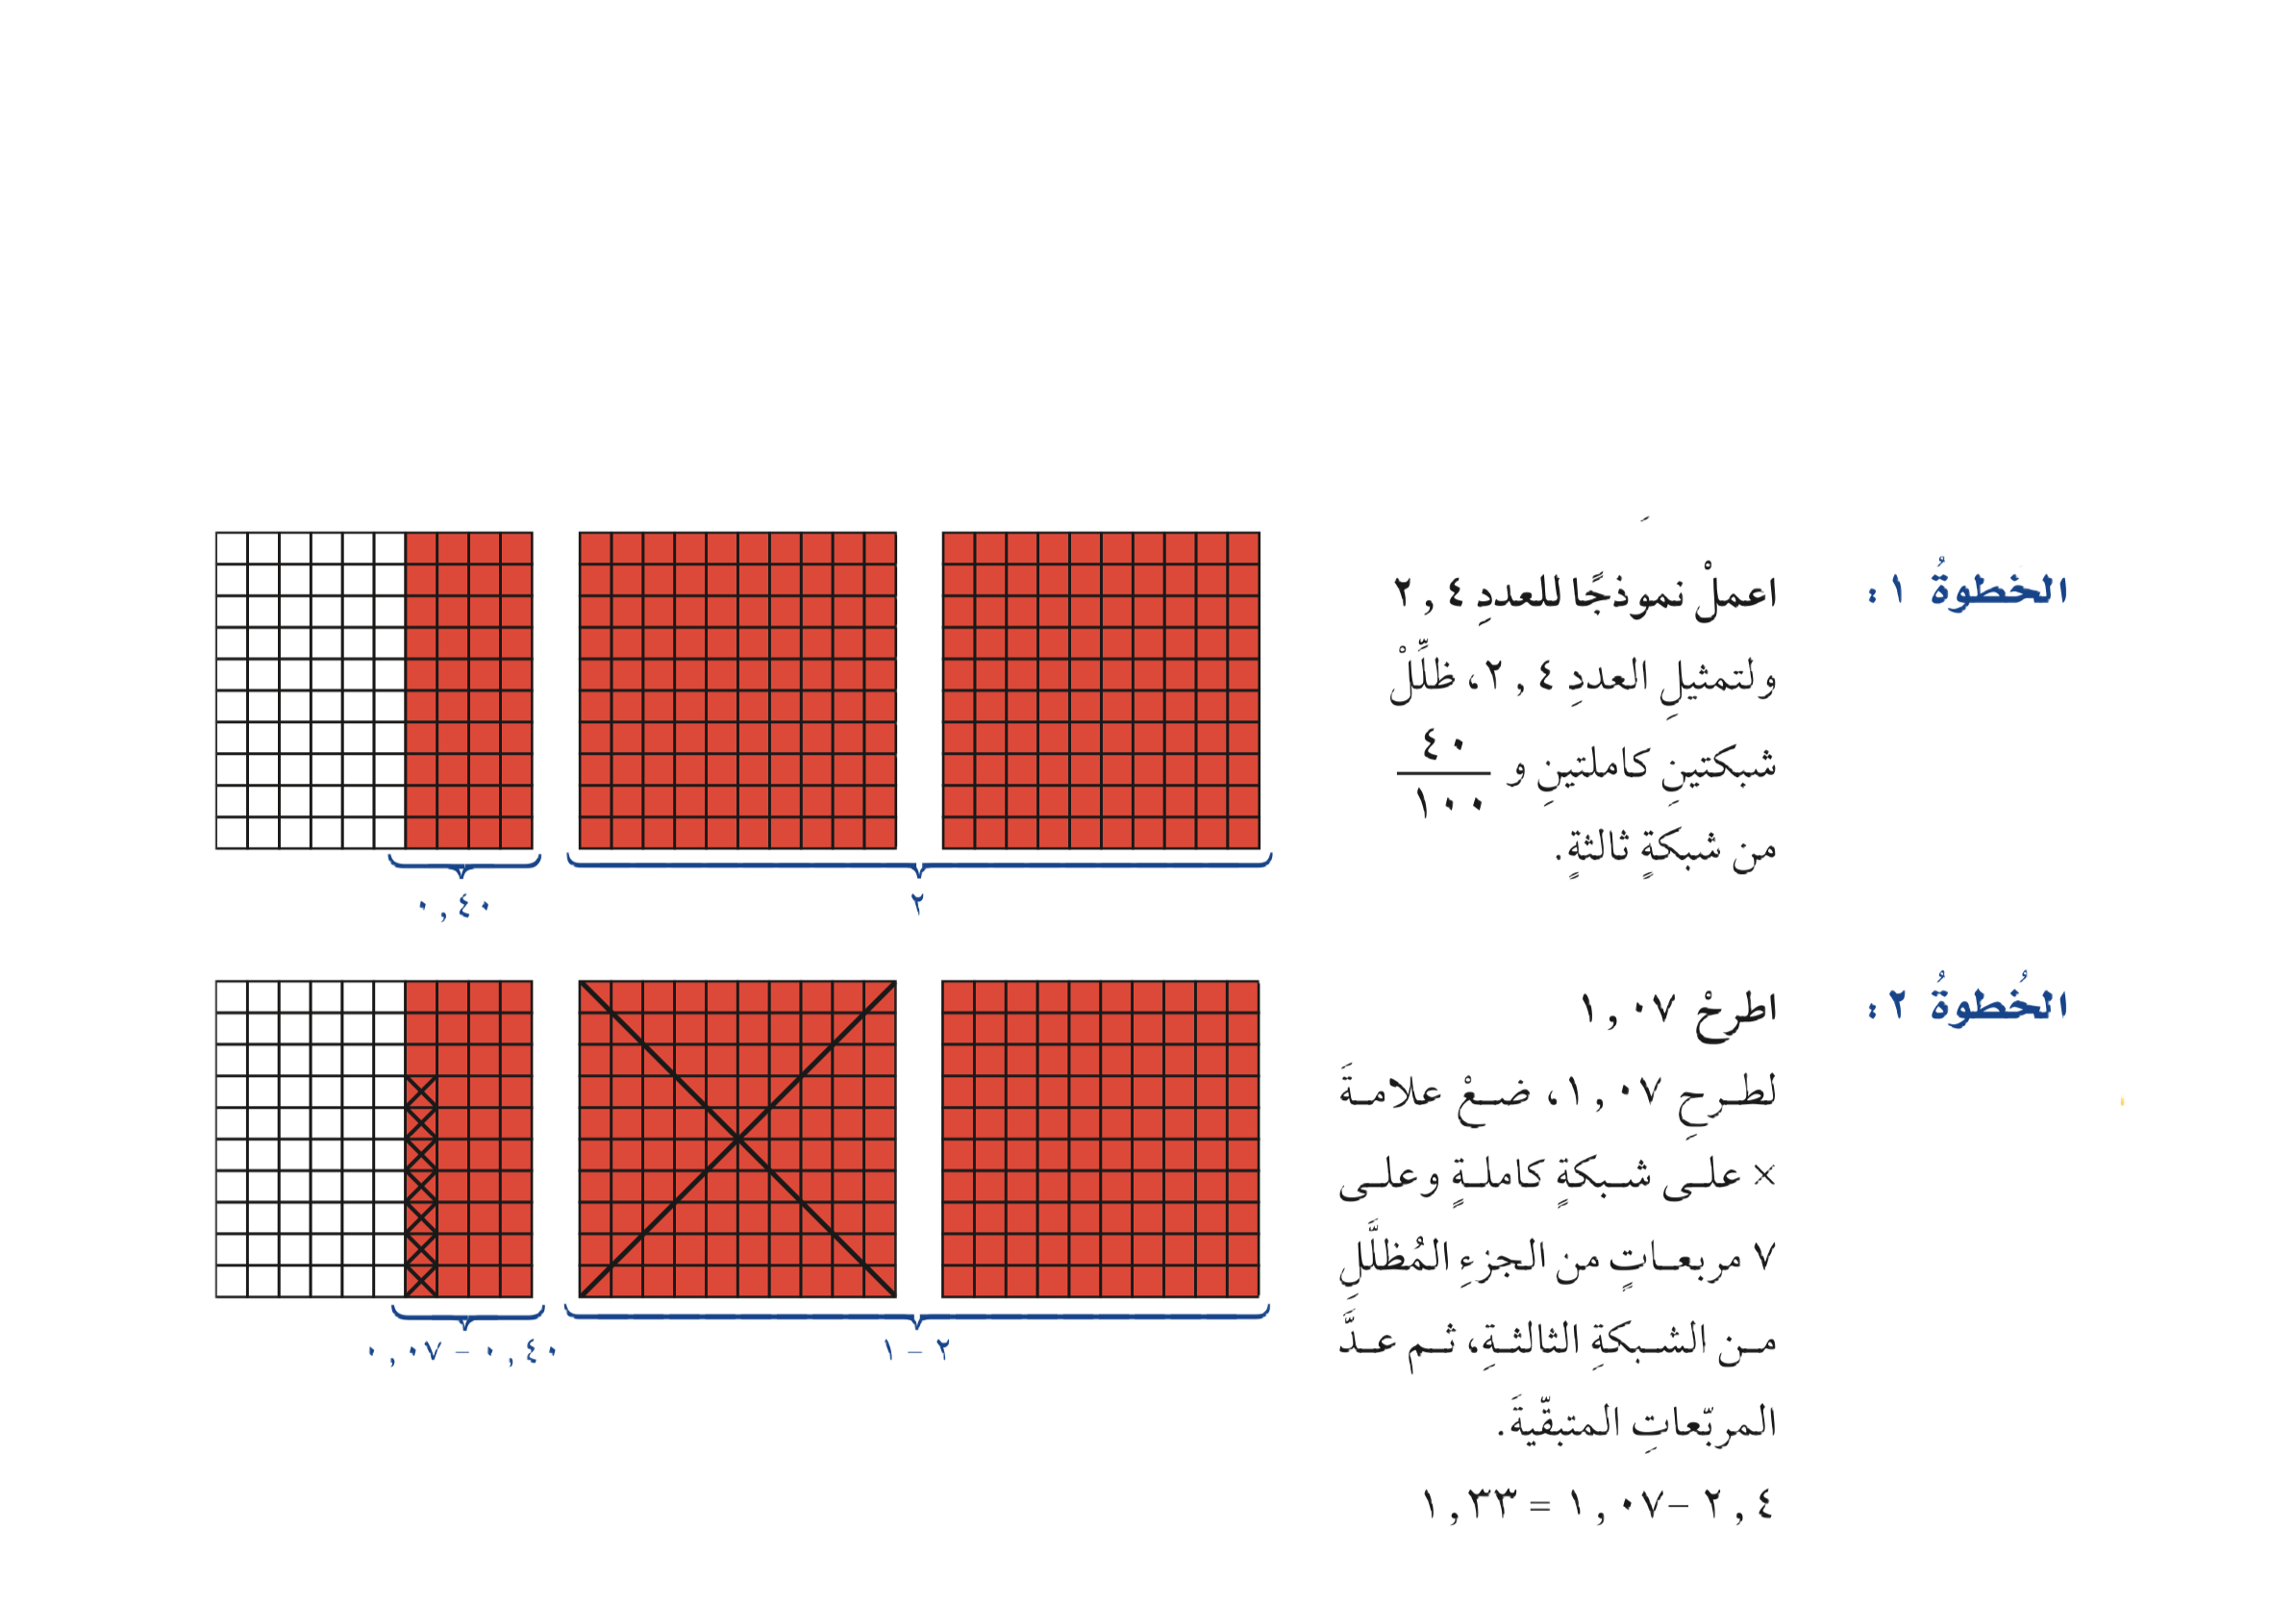 الخطوةُ ١ :
اعملْ نموذجًا للعددِ ٢,٤
ولتمثيلِ العددِ ٢,٤، ظلِّلْ
شبكتينِ كاملتينِ و ٤٠/١٠٠
من شبكةٍ ثالثةٍ.
٢
٠,٤٠
الخُطوةُ ٢ :
اطرحْ ١,٠٧
لطرحِ ١,٠٧، ضعْ علامةَ
× على شبكةٍ كاملةٍ وعلى
٧ مربعاتٍ من الجزءِ المُظلَّلِ
من الشبكةِ الثالثةِ، ثم عدَّ
المربّعاتِ المتبقّيةَ.
٢,٤ – ١,٠٧ = ١,٣٣
٢ – ١
٠,٤٠ – ٠,٠٧